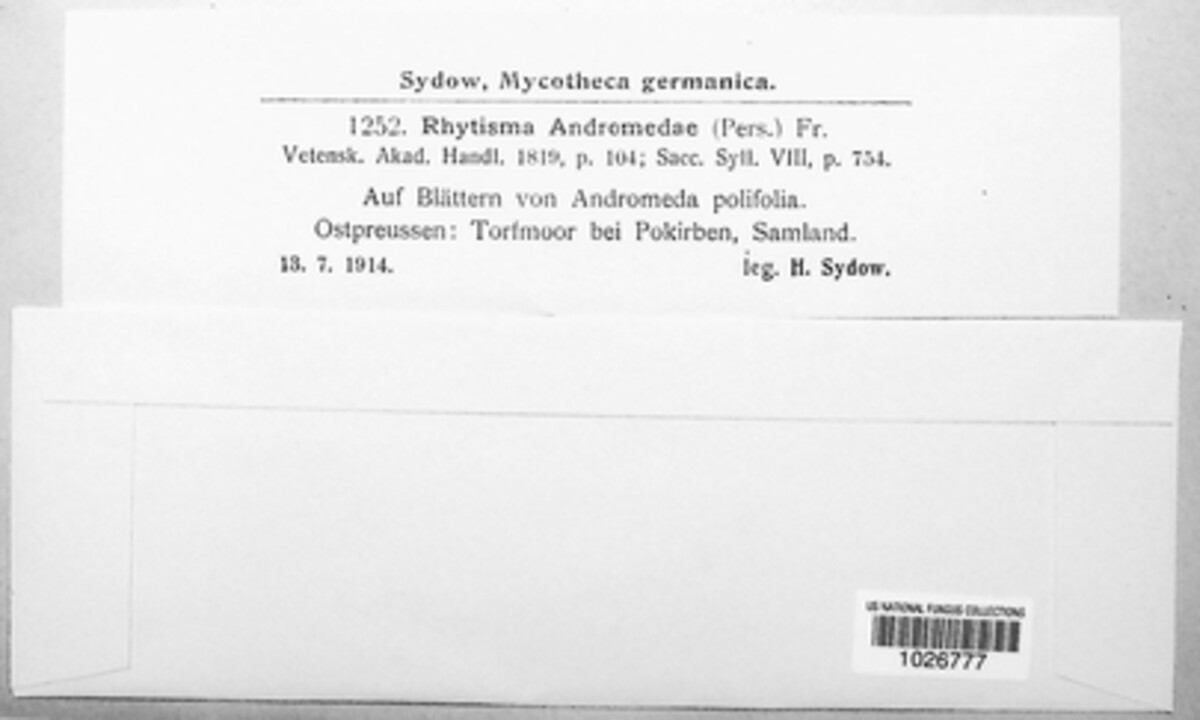 Sydow, Mycotheca germanica.
1252. Rhytisma Andromedae (Pers.) Fr.
Vetensk. Akad. Handl. 1819, p. 104; Sacc. Syll. VIII, p. 754.
Auf Blättern von Andromeda polifolia.
Ostpreussen: Torfmoor bei Pokirben, Samland.
13. 7. 1914. leg. H. Sydow.
US NATIONAL FUNGUS COLLECTIONS
1026777